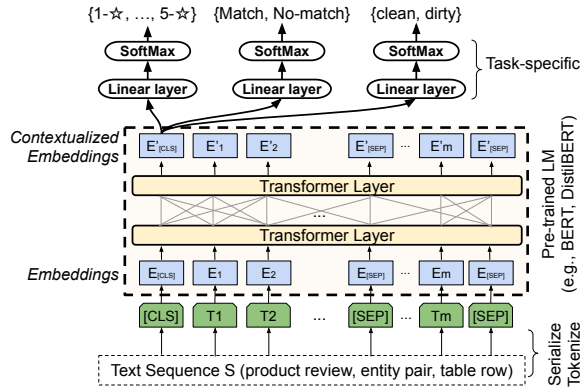 {1-☆, ..., 5-☆} {Match, No-match} {clean, dirty}
SoftMax SoftMax SoftMax
Linear layer Linear layer Linear layer
Task-specific
Contextualized
Embeddings
E'[CLS] E'1 E'2 E'[SEP] ... E'm E'[SEP]
Transformer Layer
...
Transformer Layer
Embeddings
E[CLS] E1 E2 E[SEP] ... Em E[SEP]
Pre-trained LM
(e.g., BERT, DistilBERT)
[CLS] T1 T2 ... [SEP] ... Tm [SEP]
Text Sequence S (product review, entity pair, table row)
Serialize
Tokenize